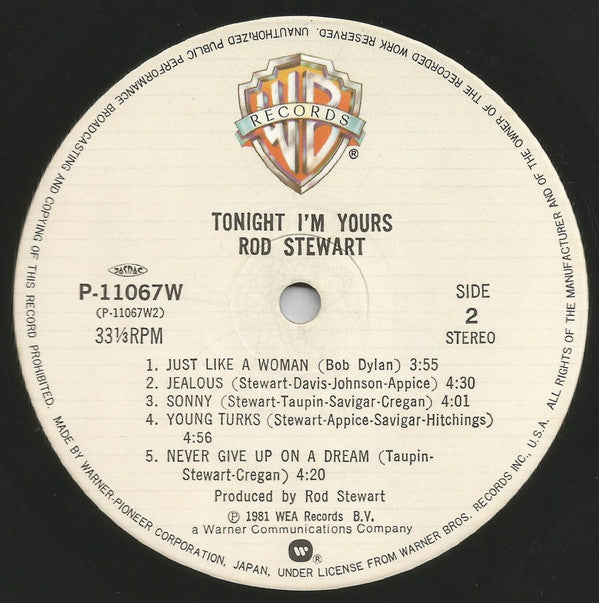 ALL RIGHTS OF THE MANUFACTURER AND OF THE OWNER OF THE RECORDED WORK RESERVED. UNAUTHORIZED PUBLIC PERFORMANCE BROADCASTING AND COPYING OF THIS RECORD PROHIBITED.
WB
RECORDS
®
TONIGHT I'M YOURS
ROD STEWART
JASRAC
P-11067W
(P-11067W2)
33⅓RPM
SIDE
2
STEREO
1. JUST LIKE A WOMAN (Bob Dylan) 3:55
2. JEALOUS (Stewart-Davis-Johnson-Appice) 4:30
3. SONNY (Stewart-Taupin-Savigar-Cregan) 4:01
4. YOUNG TURKS (Stewart-Appice-Savigar-Hitchings)
4:56
5. NEVER GIVE UP ON A DREAM (Taupin-
Stewart-Cregan) 4:20
Produced by Rod Stewart
℗ 1981 WEA Records B.V.
a Warner Communications Company
W
®
MADE BY WARNER-PIONEER CORPORATION, JAPAN, UNDER LICENSE FROM WARNER BROS. RECORDS INC., U.S.A.